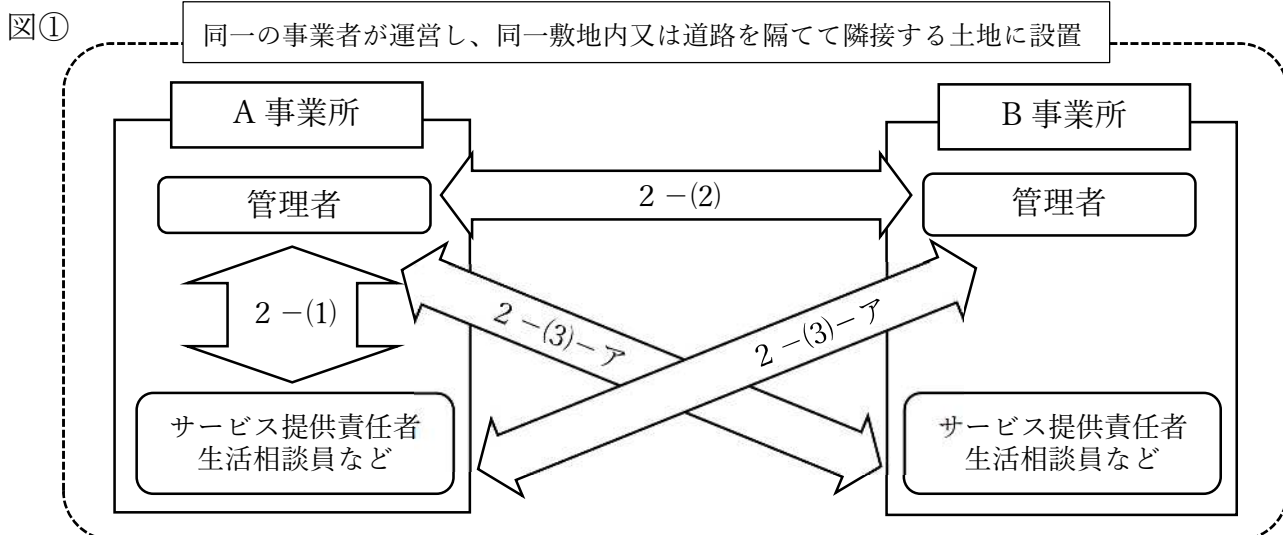 図①
同一の事業者が運営し、同一敷地内又は道路を隔てて隣接する土地に設置
A 事業所
B 事業所
管理者
2－(2)
管理者
2－(1)
2－(3)－ア
2－(3)－ア
サービス提供責任者
生活相談員など
サービス提供責任者
生活相談員など